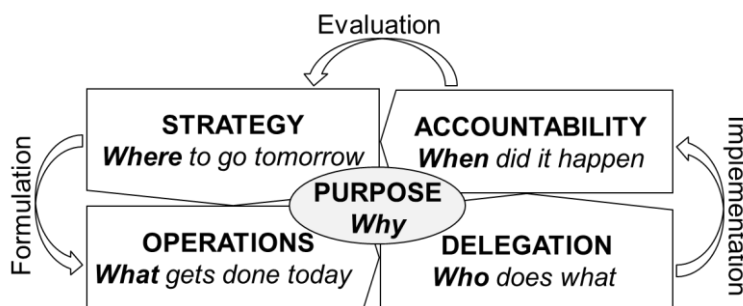 Evaluation
STRATEGY
Where to go tomorrow
ACCOUNTABILITY
When did it happen
Formulation
PURPOSE
Why
Implementation
OPERATIONS
What gets done today
DELEGATION
Who does what